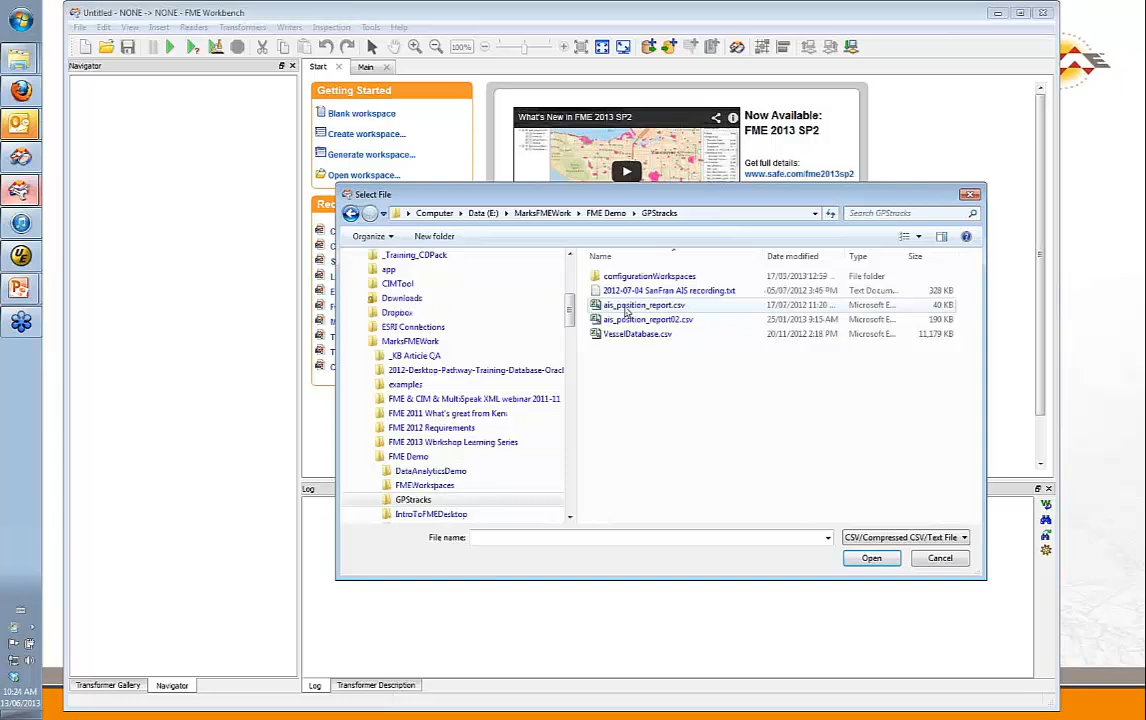 Untitled - NONE -> NONE - FME Workbench
File Edit View Insert Readers Transformers Writers Inspection Tools Help
100%
Navigator
Start
Main
Getting Started
Blank workspace
Create workspace...
Generate workspace...
Open workspace...
Rec
What's New in FME 2013 SP2
Now Available:
FME 2013 SP2
Get full details:
www.safe.com/fme2013sp2
Select File
Computer
Data (E:)
MarksFMEWork
FME Demo
GPStracks
Search GPStracks
Organize
New folder
_Training_CDPack
app
CIMTool
Downloads
Dropbox
ESRI Connections
MarksFMEWork
_KB Article QA
2012-Desktop-Pathway-Training-Database-Oracl
examples
FME & CIM & MultiSpeak XML webinar 2011-11
FME 2011 What's great from Ken
FME 2012 Requirements
FME 2013 Workshop Learning Series
FME Demo
DataAnalyticsDemo
FMEWorkspaces
GPStracks
IntroToFMEDesktop
Name Date modified Type Size
configurationWorkspaces 17/03/2013 12:59 ... File folder
2012-07-04 SanFran AIS recording.txt 05/07/2012 3:46 PM Text Docum... 328 KB
ais_position_report.csv 17/07/2012 11:20 ... Microsoft E... 40 KB
ais_position_report02.csv 25/01/2013 9:15 AM Microsoft E... 190 KB
VesselDatabase.csv 20/11/2012 2:18 PM Microsoft E... 11,179 KB
File name:
CSV/Compressed CSV/Text File
Open
Cancel
Log
Transformer Gallery
Navigator
Log
Transformer Description
10:24 AM
13/06/2013